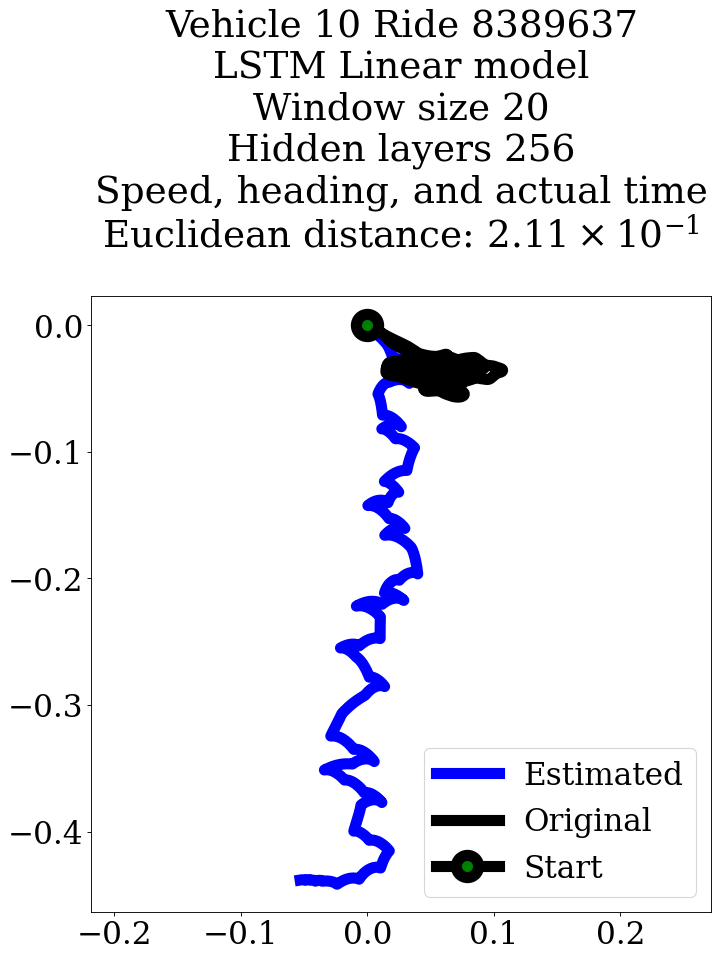 Vehicle 10 Ride 8389637
LSTM Linear model
Window size 20
Hidden layers 256
Speed, heading, and actual time
Euclidean distance: 2.11 × 10⁻¹
0.0
−0.1
−0.2
−0.3
−0.4
Estimated
Original
Start
−0.2 −0.1 0.0 0.1 0.2